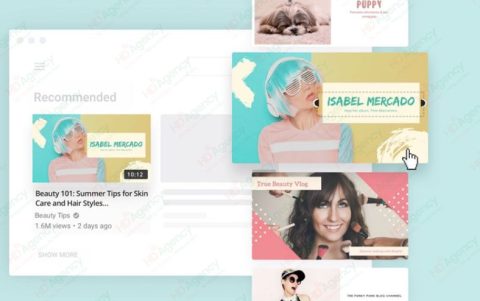 PUPPY
Recommended
ISABEL MERCADO
ISABEL MERCADO
10:12
Beauty 101: Summer Tips for Skin
Care and Hair Styles...
Beauty Tips
1.6M views • 2 days ago
SHOW MORE
True Beauty Vlog
THE FUNKY PUNK BLOG CHANNEL
HD Agency